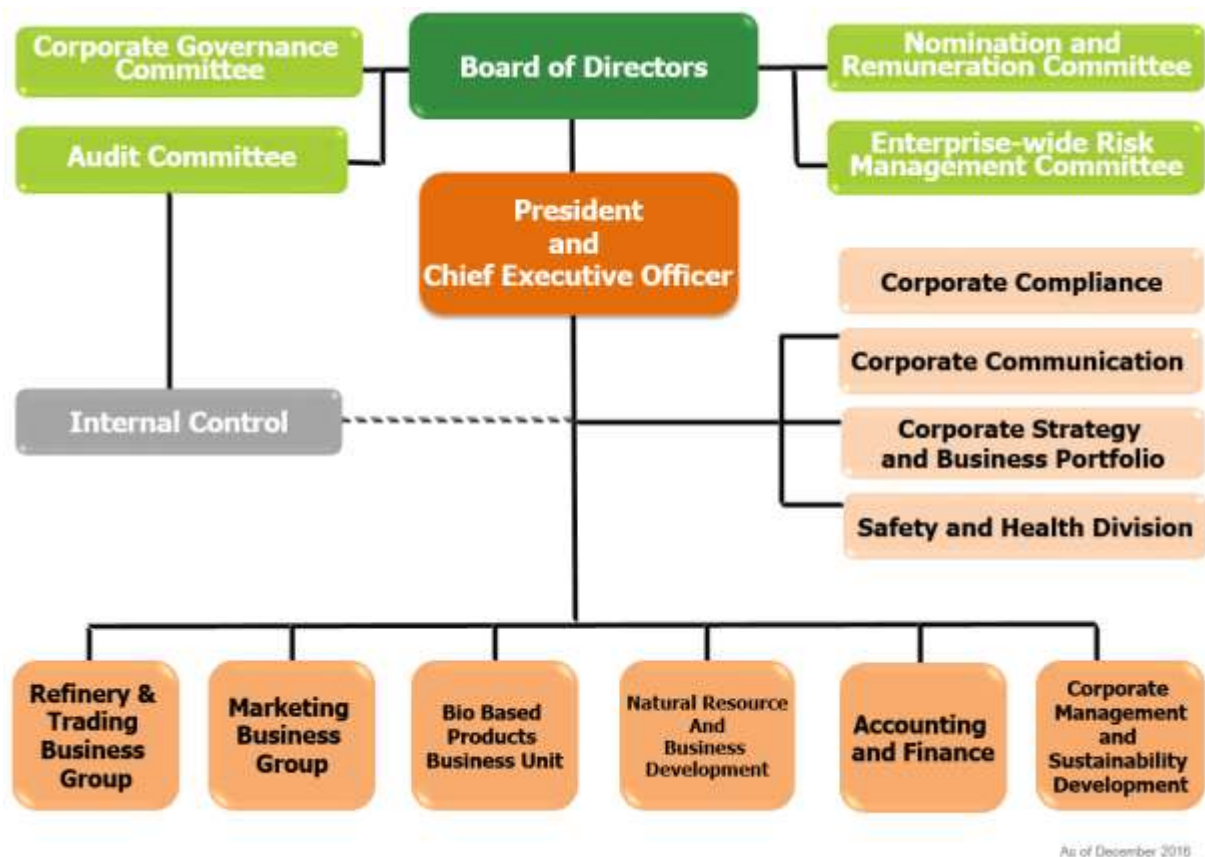 Corporate Governance
Committee
Board of Directors
Nomination and
Remuneration Committee
Audit Committee
Enterprise-wide Risk
Management Committee
President
and
Chief Executive Officer
Corporate Compliance
Corporate Communication
Internal Control
Corporate Strategy
and Business Portfolio
Safety and Health Division
Refinery &
Trading
Business
Group
Marketing
Business
Group
Bio Based
Products
Business Unit
Natural Resource
And
Business
Development
Accounting
and Finance
Corporate
Management
and
Sustainability
Development
As of December 2016